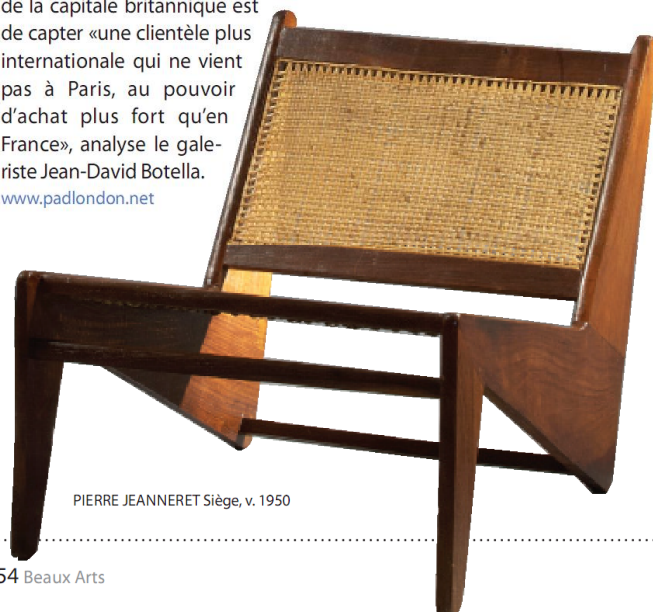 de la capitale britannique est
de capter «une clientèle plus
internationale qui ne vient
pas à Paris, au pouvoir
d'achat plus fort qu'en
France», analyse le gale-
riste Jean-David Botella.
www.padlondon.net
PIERRE JEANNERET Siège, v. 1950
54 Beaux Arts